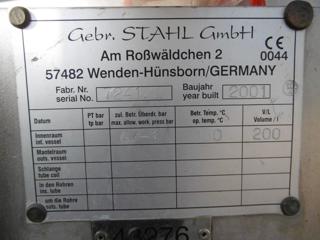 Gebr. STAHL GmbH
Am Roßwäldchen 2
57482 Wenden-Hünsborn/GERMANY
CE
0044
Fabr. Nr.
serial No.
Baujahr
year built 2001
Datum
PT bar
tp bar
zul. Betr. Überdr. bar
max. allow. work. press bar
Betr. Temp. °C
op. temp. °C
V/L
Volume / l
Innenraum
int. vessel
200
Mantelraum
outs. vessel
Schlange
tube coil
in den Rohren
ins. tube
um die Rohre
outs. tube